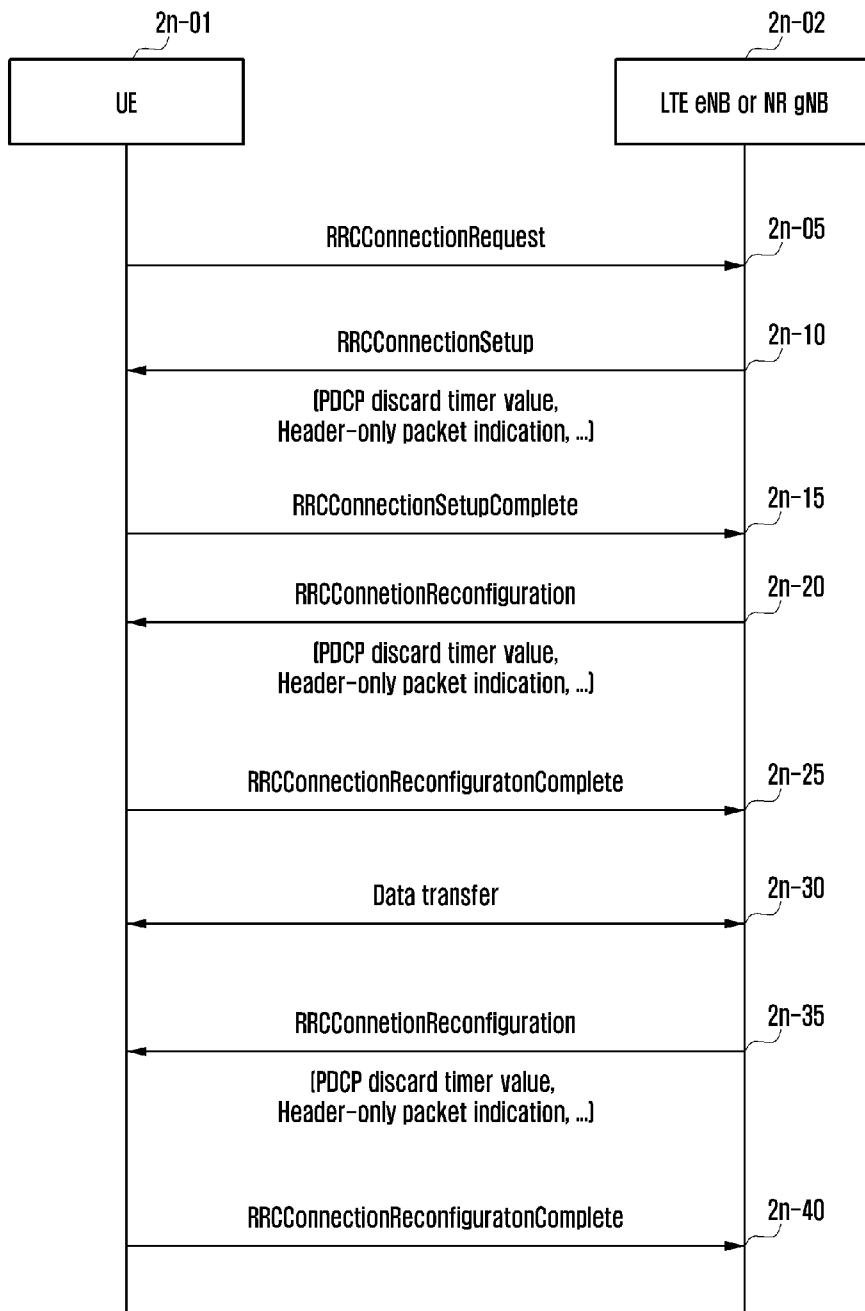 2n-01
2n-02
UE
LTE eNB or NR gNB
RRCConnectionRequest
2n-05
RRCConnectionSetup
2n-10
(PDCP discard timer value,
Header-only packet indication, ...)
RRCConnectionSetupComplete
2n-15
RRCConnetionReconfiguration
2n-20
(PDCP discard timer value,
Header-only packet indication, ...)
RRCConnectionReconfiguratonComplete
2n-25
Data transfer
2n-30
RRCConnetionReconfiguration
2n-35
(PDCP discard timer value,
Header-only packet indication, ...)
RRCConnectionReconfiguratonComplete
2n-40